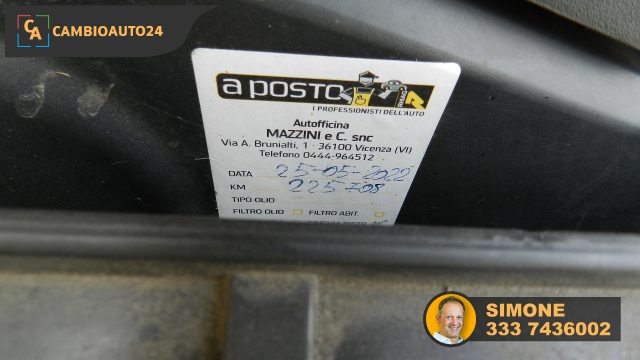 CA CAMBIOAUTO24
a POSTO
I PROFESSIONISTI DELL'AUTO
Autofficina
MAZZINI e C. snc
Via A. Brunialti, 1 - 36100 Vicenza (VI)
Telefono 0444-964512
DATA 25-05-2022
KM 225708
TIPO OLIO
FILTRO OLIO FILTRO ABIT.
SIMONE
333 7436002